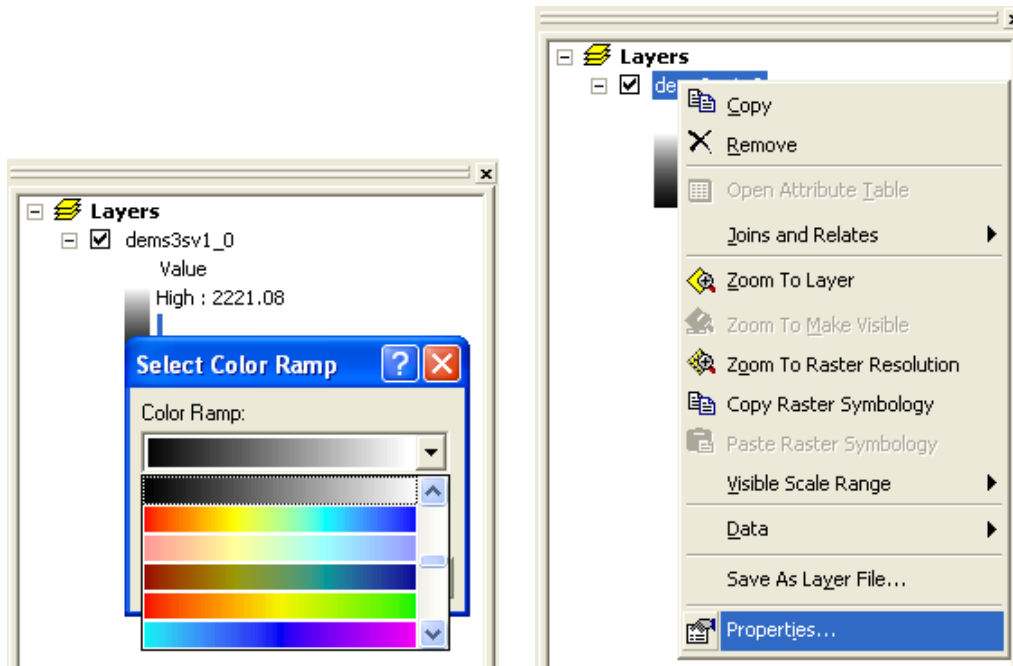 Layers
dems3sv1_0
Value
High : 2221.08
Select Color Ramp
Color Ramp:
Layers
Copy
Remove
Open Attribute Table
Joins and Relates
Zoom To Layer
Zoom To Make Visible
Zoom To Raster Resolution
Copy Raster Symbology
Paste Raster Symbology
Visible Scale Range
Data
Save As Layer File...
Properties...